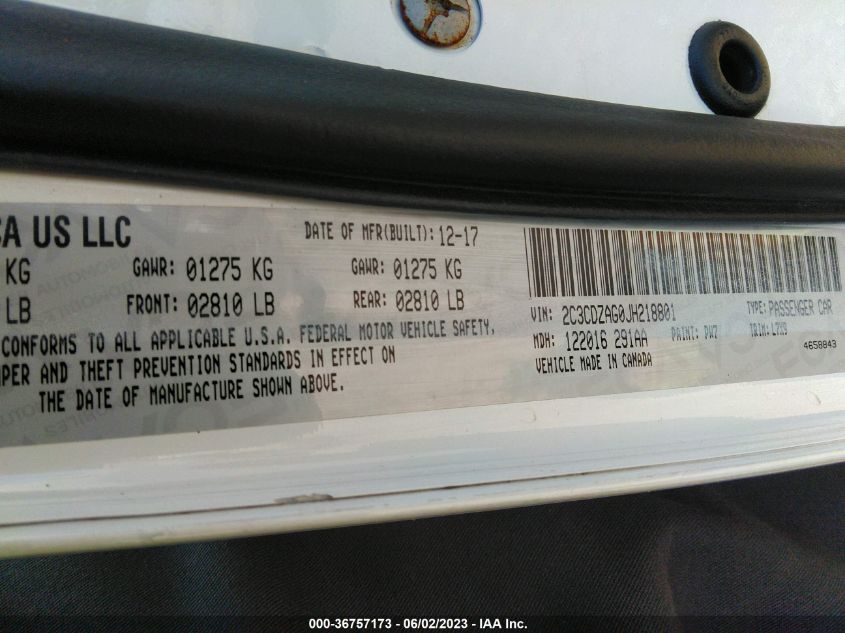 CA US LLC
DATE OF MFR(BUILT): 12-17
KG GAWR: 01275 KG GAWR: 01275 KG
LB FRONT: 02810 LB REAR: 02810 LB
CONFORMS TO ALL APPLICABLE U.S.A. FEDERAL MOTOR VEHICLE SAFETY,
PER AND THEFT PREVENTION STANDARDS IN EFFECT ON
THE DATE OF MANUFACTURE SHOWN ABOVE.
VIN: 2C3CDZAG0JH218801 TYPE: PASSENGER CAR
MDH: 122016 291AA PAINT: PW7 TRIM: L7X9
VEHICLE MADE IN CANADA 4658843
000-36757173 - 06/02/2023 - IAA Inc.